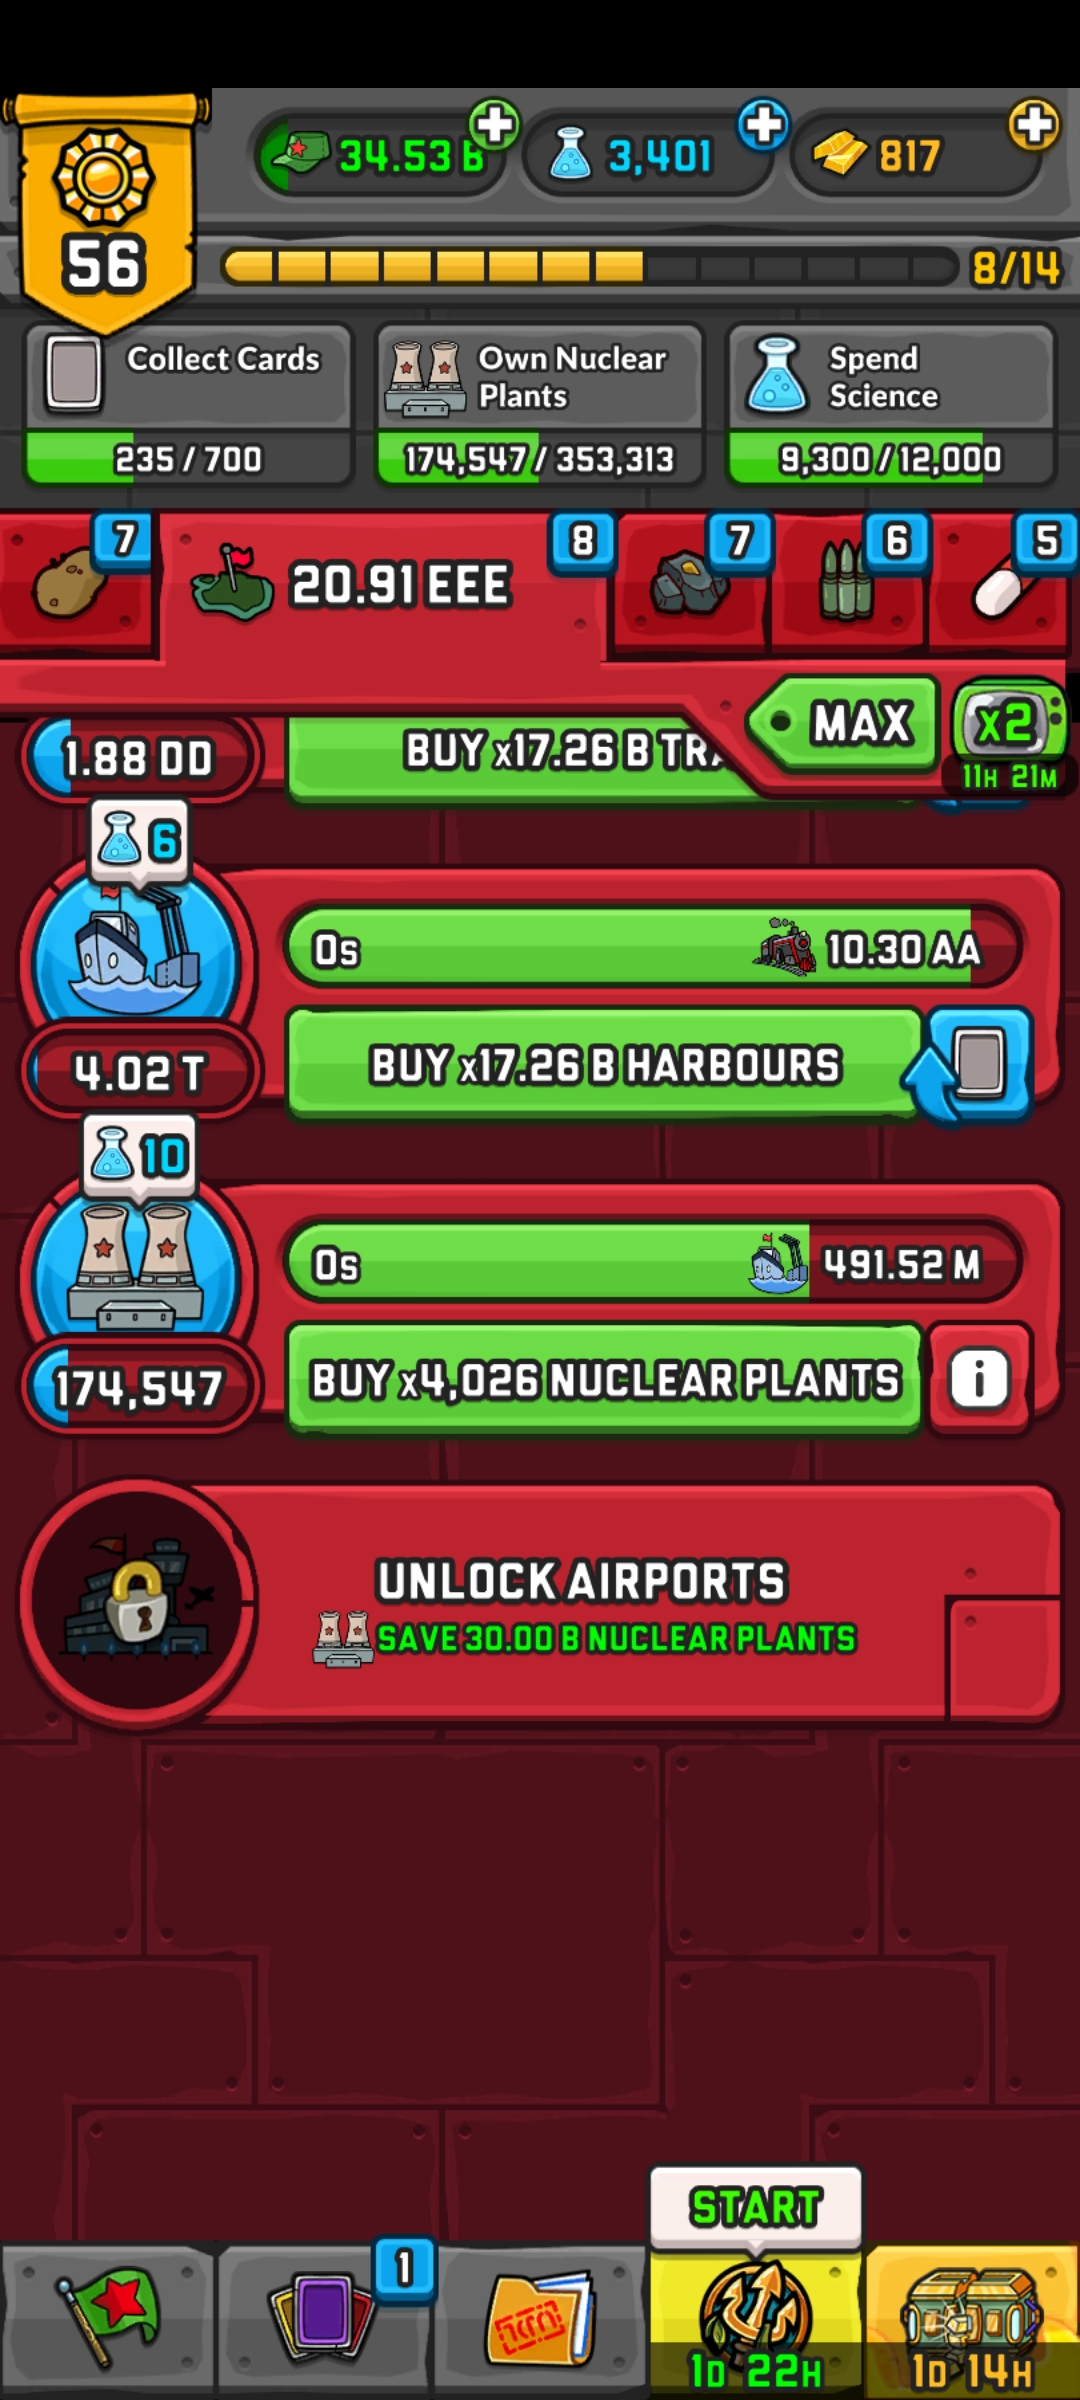 34.53 B
3,401
817
56
8/14
Collect Cards
235 / 700
Own Nuclear
Plants
174,547 / 353,313
Spend
Science
9,300 / 12,000
7
20.91 EEE
8
7
6
5
MAX
x2
11H 21M
1.88 DD
BUY x17.26 B
6
0s
10.30 AA
4.02 T
BUY x17.26 B HARBOURS
10
0s
491.52 M
174,547
BUY x4,026 NUCLEAR PLANTS
i
UNLOCK AIRPORTS
SAVE 30.00 B NUCLEAR PLANTS
START
1
1D 22H
1D 14H